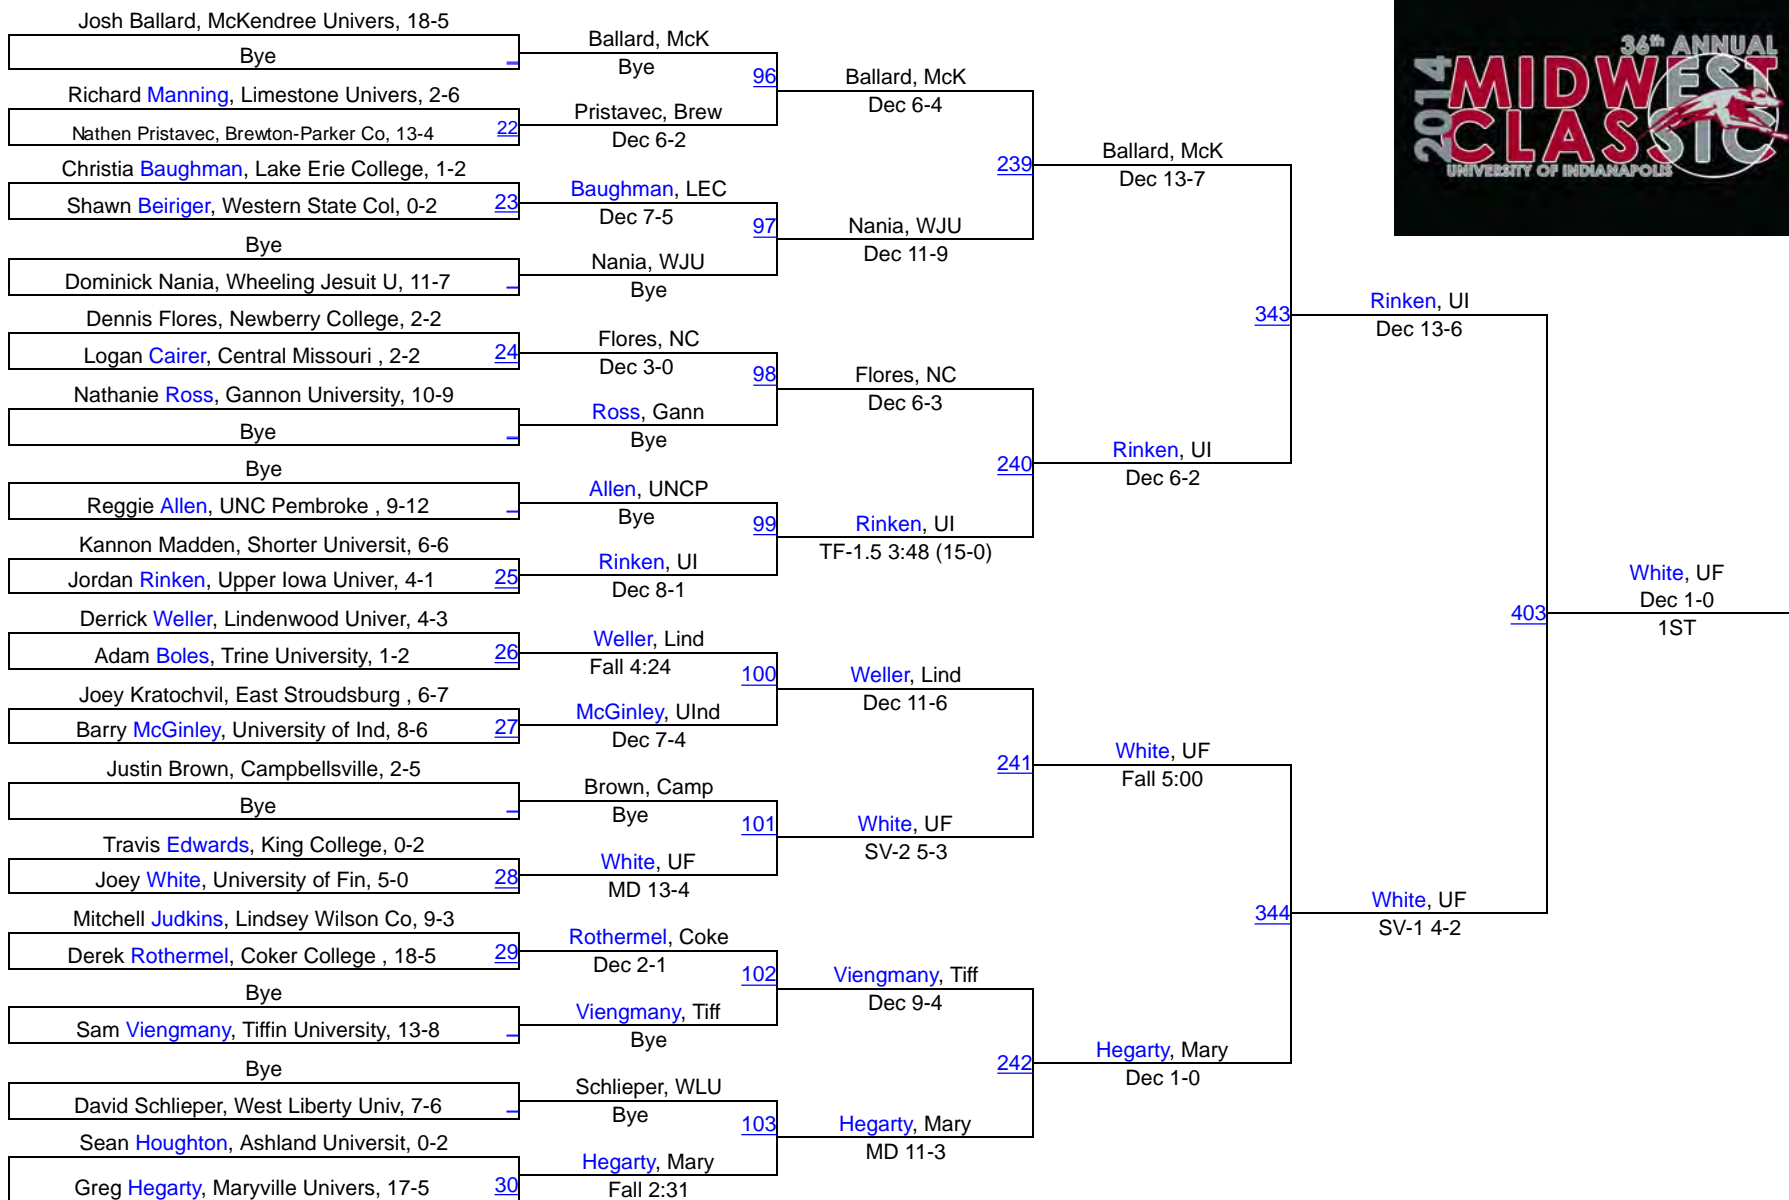 Josh Ballard, McKendree Univers, 18-5
Bye
Richard Manning, Limestone Univers, 2-6
Nathen Pristavec, Brewton-Parker Co, 13-4
22
Christia Baughman, Lake Erie College, 1-2
Shawn Beiriger, Western State Col, 0-2
23
Bye
Dominick Nania, Wheeling Jesuit U, 11-7
Dennis Flores, Newberry College, 2-2
Logan Cairer, Central Missouri , 2-2
24
Nathanie Ross, Gannon University, 10-9
Bye
Bye
Reggie Allen, UNC Pembroke , 9-12
Kannon Madden, Shorter Universit, 6-6
Jordan Rinken, Upper Iowa Univer, 4-1
25
Derrick Weller, Lindenwood Univer, 4-3
Adam Boles, Trine University, 1-2
26
Joey Kratochvil, East Stroudsburg , 6-7
Barry McGinley, University of Ind, 8-6
27
Justin Brown, Campbellsville, 2-5
Bye
Travis Edwards, King College, 0-2
Joey White, University of Fin, 5-0
28
Mitchell Judkins, Lindsey Wilson Co, 9-3
Derek Rothermel, Coker College , 18-5
29
Bye
Sam Viengmany, Tiffin University, 13-8
Bye
David Schlieper, West Liberty Univ, 7-6
Sean Houghton, Ashland Universit, 0-2
Greg Hegarty, Maryville Univers, 17-5
30
Ballard, McK
Bye
96
Pristavec, Brew
Dec 6-2
Baughman, LEC
Dec 7-5
97
Nania, WJU
Bye
Flores, NC
Dec 3-0
98
Ross, Gann
Bye
Allen, UNCP
Bye
99
Rinken, UI
Dec 8-1
Weller, Lind
Fall 4:24
100
McGinley, UInd
Dec 7-4
Brown, Camp
Bye
101
White, UF
MD 13-4
Rothermel, Coke
Dec 2-1
102
Viengmany, Tiff
Bye
Schlieper, WLU
Bye
103
Hegarty, Mary
Fall 2:31
Ballard, McK
Dec 6-4
239
Nania, WJU
Dec 11-9
Flores, NC
Dec 6-3
240
Rinken, UI
TF-1.5 3:48 (15-0)
Weller, Lind
Dec 11-6
241
White, UF
SV-2 5-3
Viengmany, Tiff
Dec 9-4
242
Hegarty, Mary
MD 11-3
Ballard, McK
Dec 13-7
343
Rinken, UI
Dec 6-2
White, UF
Fall 5:00
344
Hegarty, Mary
Dec 1-0
Rinken, UI
Dec 13-6
403
White, UF
SV-1 4-2
White, UF
Dec 1-0
1ST
36th ANNUAL
2014
MIDWEST
CLASSIC
UNIVERSITY OF INDIANAPOLIS